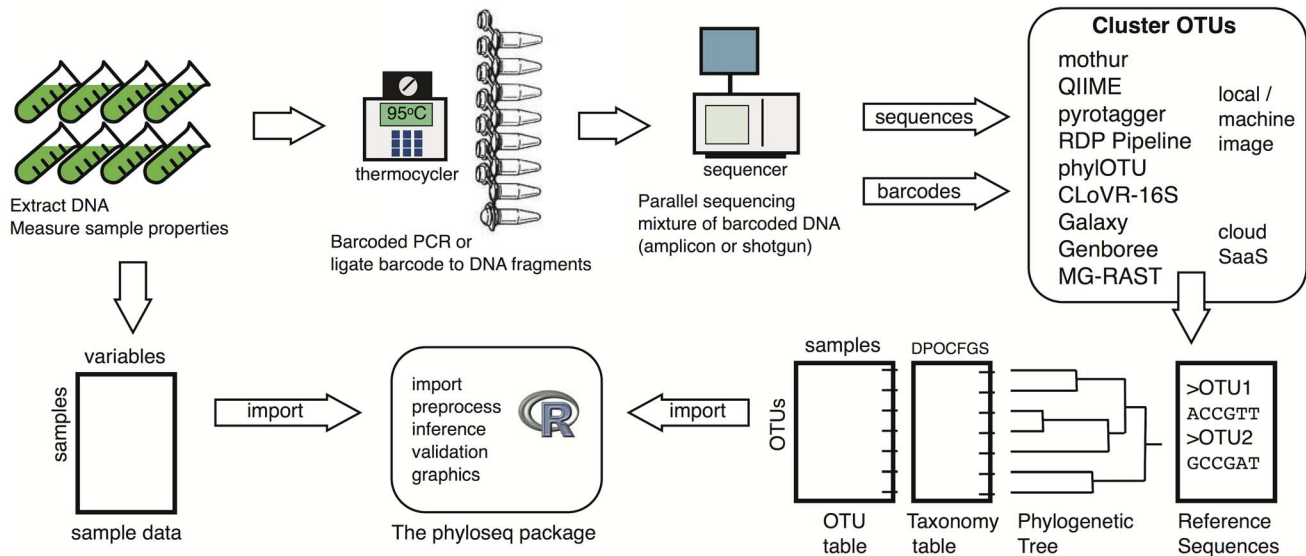 Extract DNA
Measure sample properties
95ºC
thermocycler
Barcoded PCR or
ligate barcode to DNA fragments
sequencer
Parallel sequencing
mixture of barcoded DNA
(amplicon or shotgun)
sequences
barcodes
Cluster OTUs
mothur
QIIME
pyrotagger
RDP Pipeline
phylOTU
CLoVR-16S
Galaxy
Genboree
MG-RAST
local /
machine
image
cloud
SaaS
variables
samples
sample data
import
import
preprocess
inference
validation
graphics
R
The phyloseq package
import
samples
OTUs
OTU
table
DPOCFGS
Taxonomy
table
Phylogenetic
Tree
>OTU1
ACCGTT
>OTU2
GCCGAT
Reference
Sequences